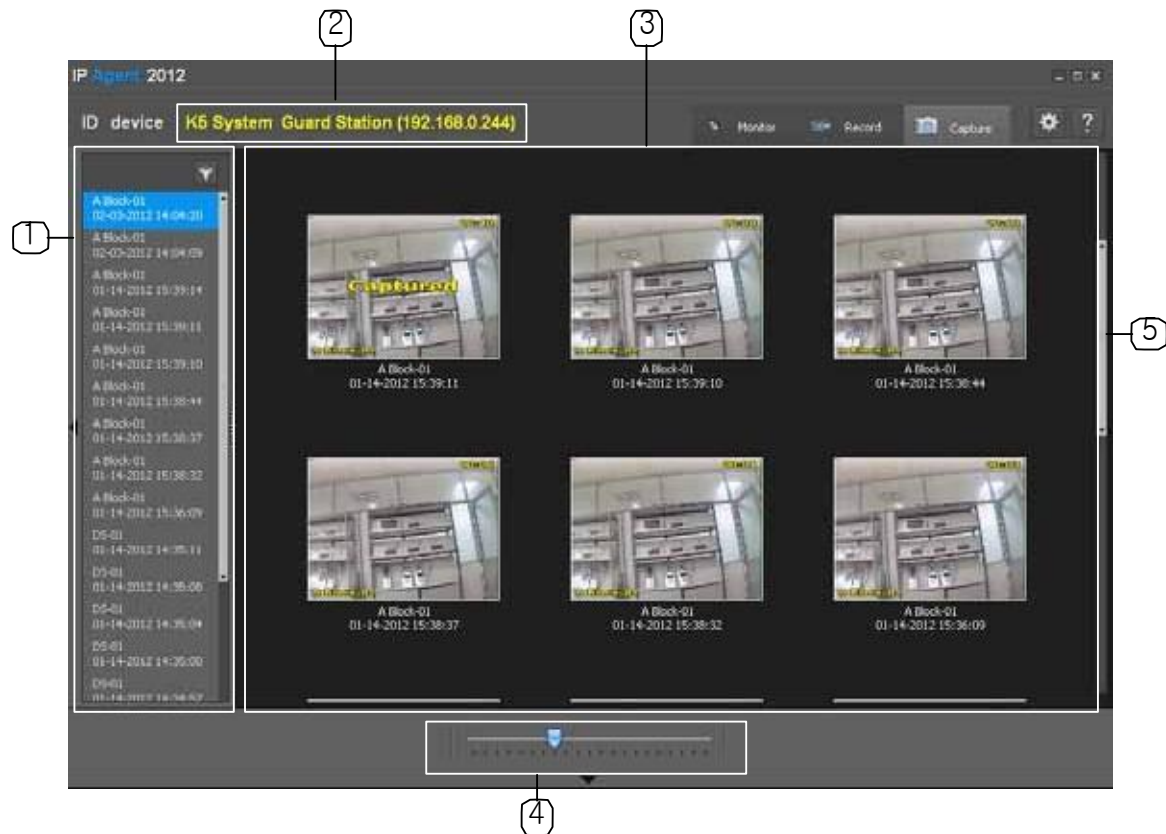 2
3
IP Agent 2012
ID device K5 System Guard Station (192.168.0.244)
Monitor
Record
Capture
?
1
A Block-01
02-03-2012 14:04:20
A Block-01
02-03-2012 14:04:09
A Block-01
01-14-2012 15:39:14
A Block-01
01-14-2012 15:39:11
A Block-01
01-14-2012 15:39:10
A Block-01
01-14-2012 15:38:44
A Block-01
01-14-2012 15:38:37
A Block-01
01-14-2012 15:38:32
A Block-01
01-14-2012 15:36:09
DS-01
01-14-2012 14:35:11
DS-01
01-14-2012 14:35:08
DS-01
01-14-2012 14:35:04
DS-01
01-14-2012 14:35:00
DS-01
Captured
A Block-01
01-14-2012 15:39:11
A Block-01
01-14-2012 15:39:10
A Block-01
01-14-2012 15:38:44
A Block-01
01-14-2012 15:38:37
A Block-01
01-14-2012 15:38:32
A Block-01
01-14-2012 15:36:09
5
4